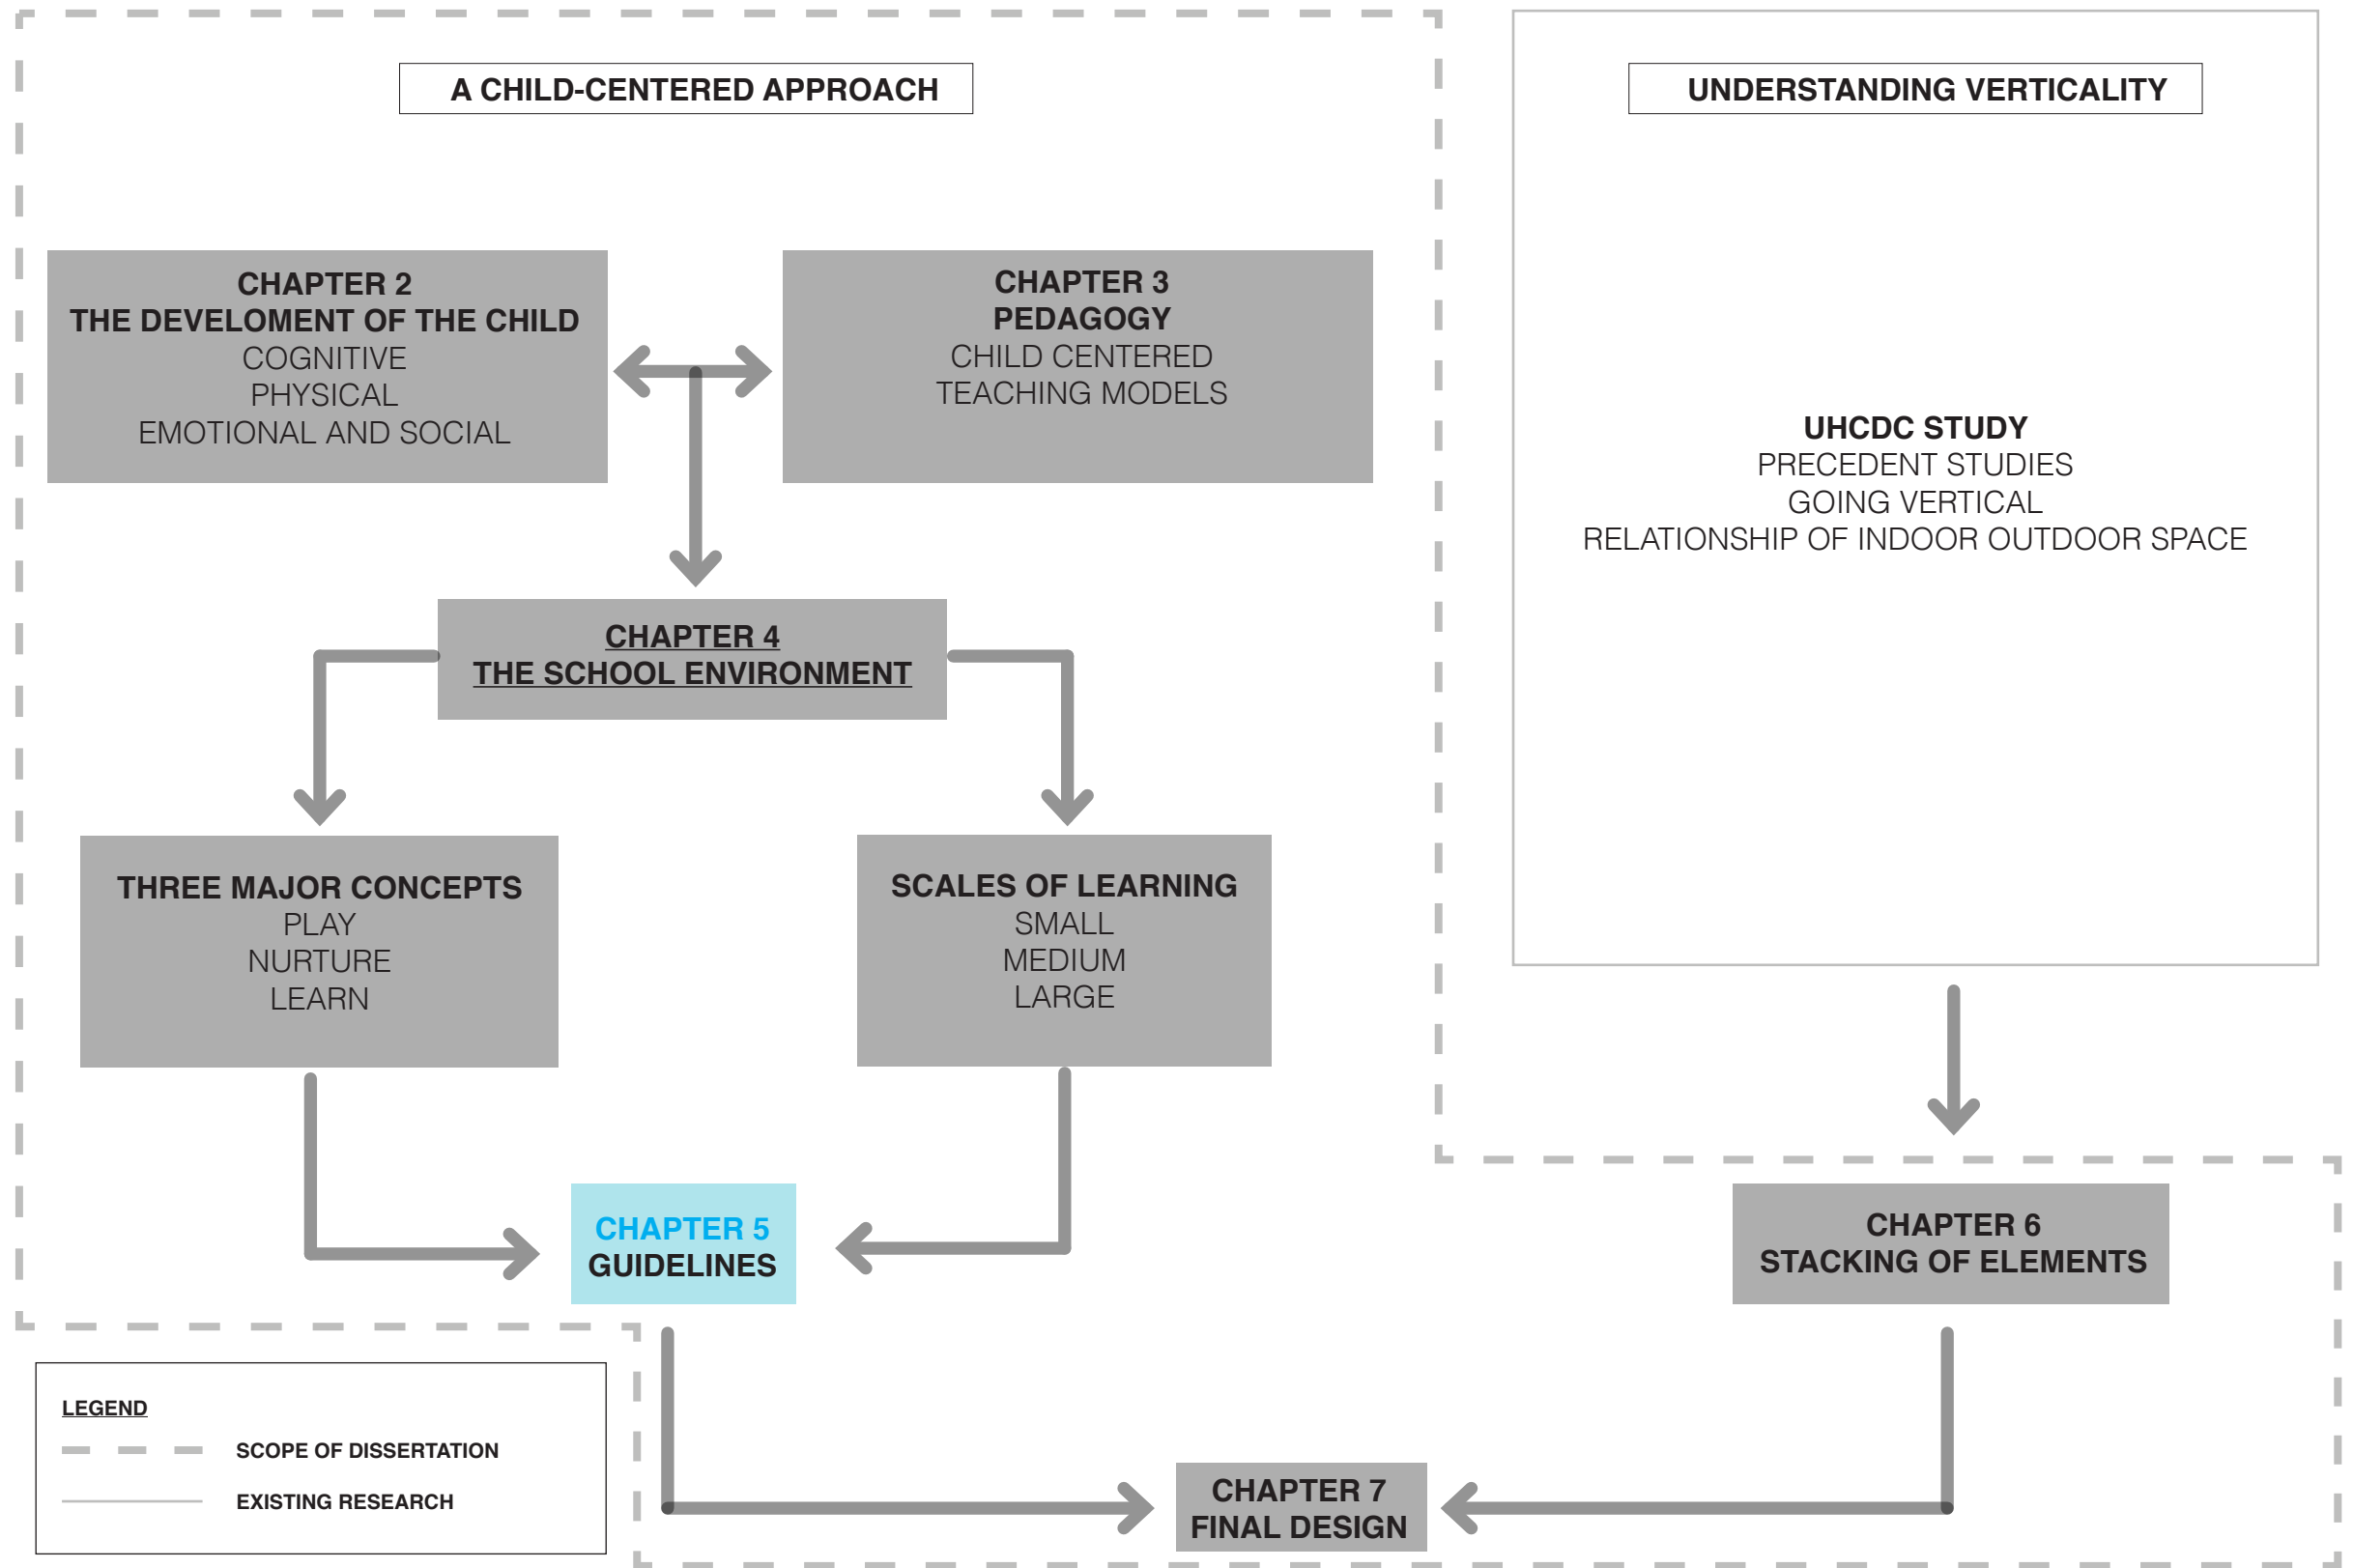 A CHILD-CENTERED APPROACH
UNDERSTANDING VERTICALITY
CHAPTER 2
THE DEVELOMENT OF THE CHILD
COGNITIVE
PHYSICAL
EMOTIONAL AND SOCIAL
CHAPTER 3
PEDAGOGY
CHILD CENTERED
TEACHING MODELS
UHCDC STUDY
PRECEDENT STUDIES
GOING VERTICAL
RELATIONSHIP OF INDOOR OUTDOOR SPACE
CHAPTER 4
THE SCHOOL ENVIRONMENT
THREE MAJOR CONCEPTS
PLAY
NURTURE
LEARN
SCALES OF LEARNING
SMALL
MEDIUM
LARGE
CHAPTER 5
GUIDELINES
CHAPTER 6
STACKING OF ELEMENTS
LEGEND
SCOPE OF DISSERTATION
EXISTING RESEARCH
CHAPTER 7
FINAL DESIGN